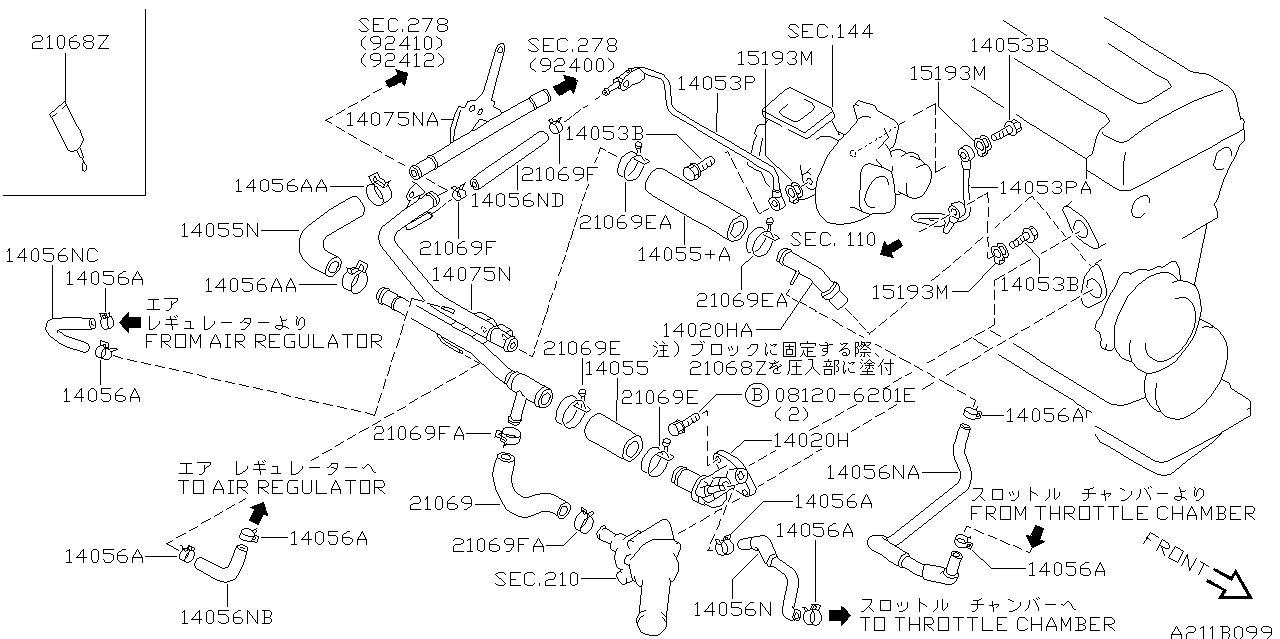 21068Z
SEC.278
(92410)
(92412)
SEC.278
(92400)
SEC.144
15193M
14053B
14053P
15193M
14075NA
14053B
21069F
14056ND
14056AA
14053PA
14055N
21069EA
21069F
SEC. 110
14056NC
14056A
14055+A
14075N
14056AA
15193M
14053B
21069EA
エア
レギュレーターより
FROM AIR REGULATOR
14020HA
21069E
注) ブロックに固定する際、
21068Zを圧入部に塗付
14055
14056A
21069E
B 08120-6201E
(2)
14056A
21069FA
14020H
エア レギュレーターへ
TO AIR REGULATOR
14056NA
21069
14056A
スロットル チャンバーより
FROM THROTTLE CHAMBER
14056A
14056A
21069FA
FRONT
14056A
14056A
SEC.210
14056NB
14056N
スロットル チャンバーへ
TO THROTTLE CHAMBER
A211B099